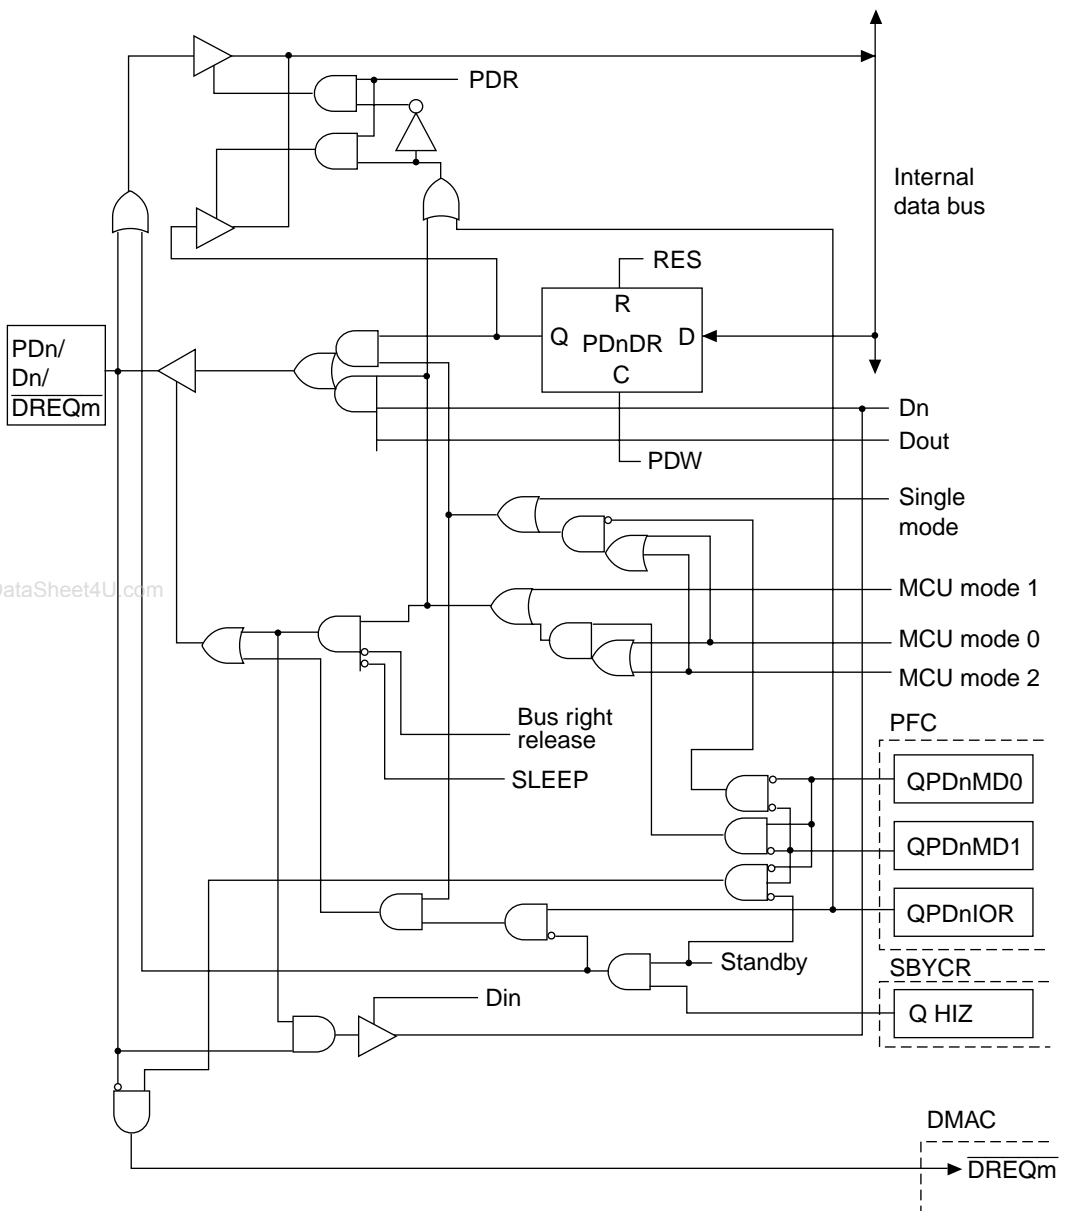 PDR
Internal
data bus
RES
R
Q
PDnDR
D
C
PDn/
Dn/
DREQm
Dn
Dout
PDW
Single
mode
DataSheet4U.com
MCU mode 1
MCU mode 0
MCU mode 2
Bus right
release
SLEEP
PFC
QPDnMD0
QPDnMD1
QPDnIOR
Standby
SBYCR
Q HIZ
Din
DMAC
DREQm